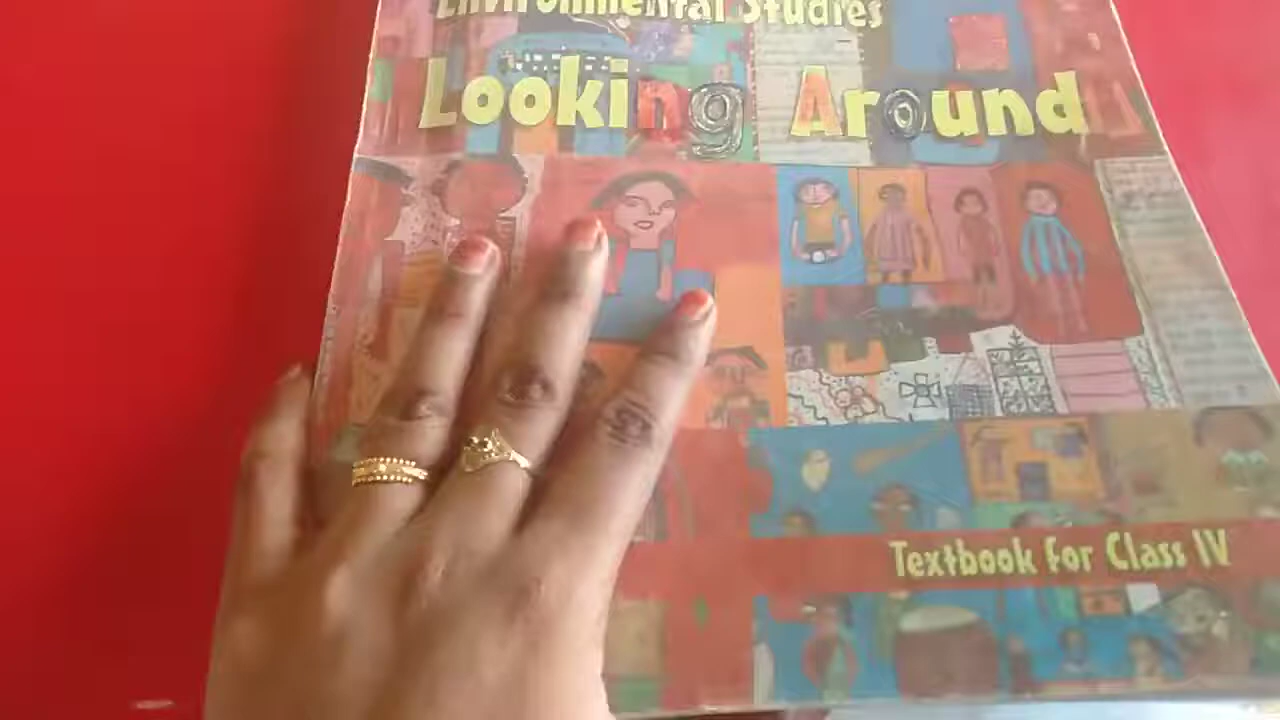 Environmental Studies
Looking Around
Textbook for Class IV